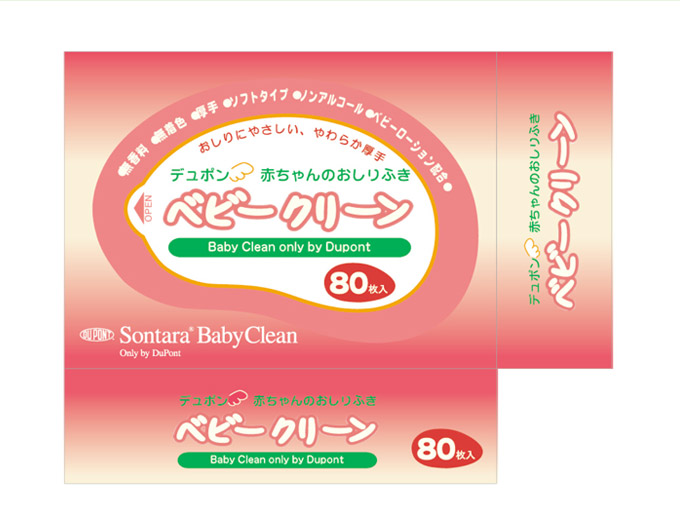 ●無香料 ●無着色 ●厚手 ●ソフトタイプ ●ノンアルコール ●ベビーローション配合●
おしりにやさしい、やわらか厚手
デュポン 赤ちゃんのおしりふき
OPEN
ベビークリーン
Baby Clean only by Dupont
80枚入
DUPONT Sontara® BabyClean
Only by DuPont
デュポン 赤ちゃんのおしりふき
ベビークリーン
デュポン 赤ちゃんのおしりふき
ベビークリーン
Baby Clean only by Dupont
80枚入